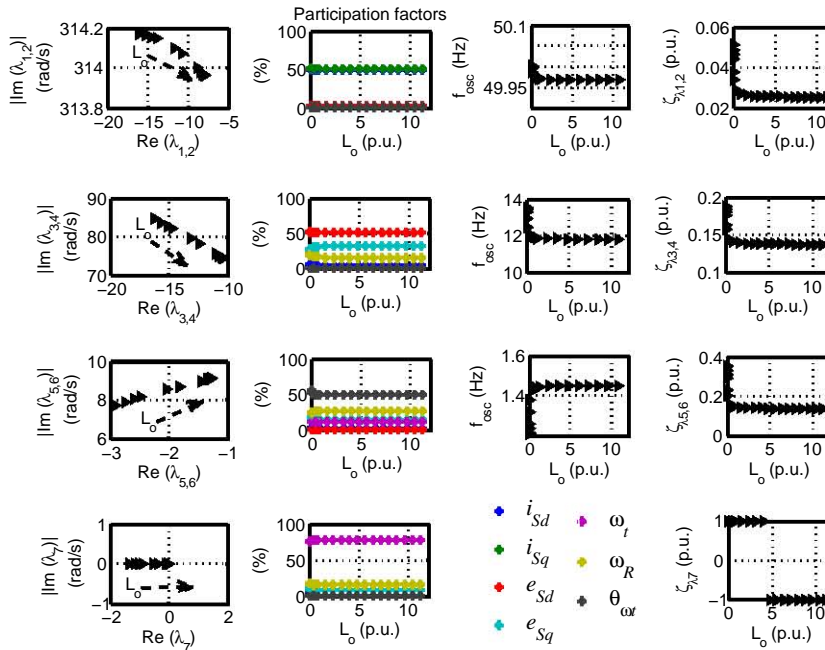 Participation factors
314.2
314
313.8
|Im (λ1,2)|
(rad/s)
Lo
−20 −15 −10 −5
Re (λ1,2)
100
50
0
(%)
0 5 10
Lo (p.u.)
50.1
49.95
fosc (Hz)
0 5 10
Lo (p.u.)
0.06
0.04
0.02
ζλ1,2 (p.u.)
0 5 10
Lo (p.u.)
90
80
70
|Im (λ3,4)|
(rad/s)
Lo
−20 −15 −10
Re (λ3,4)
100
50
0
(%)
0 5 10
Lo (p.u.)
14
12
10
fosc (Hz)
0 5 10
Lo (p.u.)
0.2
0.15
0.1
ζλ3,4 (p.u.)
0 5 10
Lo (p.u.)
10
8
6
|Im (λ5,6)|
(rad/s)
Lo
−3 −2 −1
Re (λ5,6)
100
50
0
(%)
0 5 10
Lo (p.u.)
1.6
1.4
fosc (Hz)
0 5 10
Lo (p.u.)
0.4
0.2
0
ζλ5,6 (p.u.)
0 5 10
Lo (p.u.)
1
0
−1
|Im (λ7)|
(rad/s)
Lo
−2 0 2
Re (λ7)
100
50
0
(%)
0 5 10
Lo (p.u.)
iSd
iSq
eSd
eSq
ωt
ωR
θωt
1
0
−1
ζλ7 (p.u.)
0 5 10
Lo (p.u.)